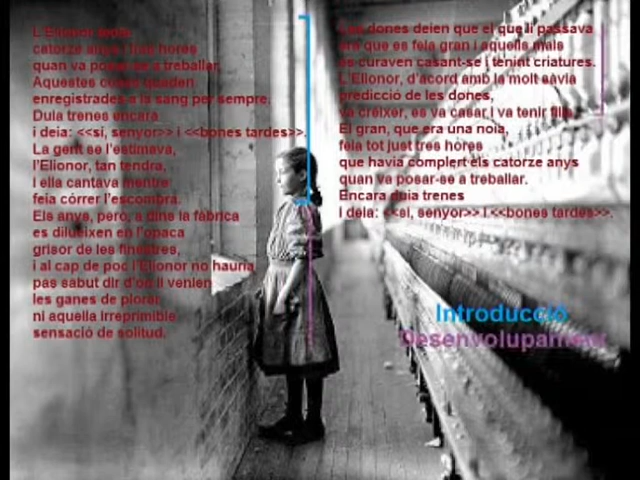 L'Elionor tenia
catorze anys i tres hores
quan va posar-se a treballar.
Aquestes coses queden
enregistrades a la sang per sempre.
Duia trenes encara
i deia: <<sí, senyor>> i <<bones tardes>>.
La gent se l'estimava,
l'Elionor, tan tendra,
i ella cantava mentre
feia córrer l'escombra.
Els anys, però, a dins la fàbrica
es dilueixen en l'opaca
grisor de les finestres,
i al cap de poc l'Elionor no hauria
pas sabut dir d'on li venien
les ganes de plorar
ni aquella irreprimible
sensació de solitud.
Les dones deien que el que li passava
era que es feia gran i aquells mals
es curaven casant-se i tenint criatures.
L'Elionor, d'acord amb la molt sàvia
predicció de les dones,
va créixer, es va casar i va tenir fills.
El gran, que era una noia,
feia tot just tres hores
que havia complert els catorze anys
quan va posar-se a treballar.
Encara duia trenes
i deia: <<si, senyor>> i <<bones tardes>>.
Introducció
Desenvolupament